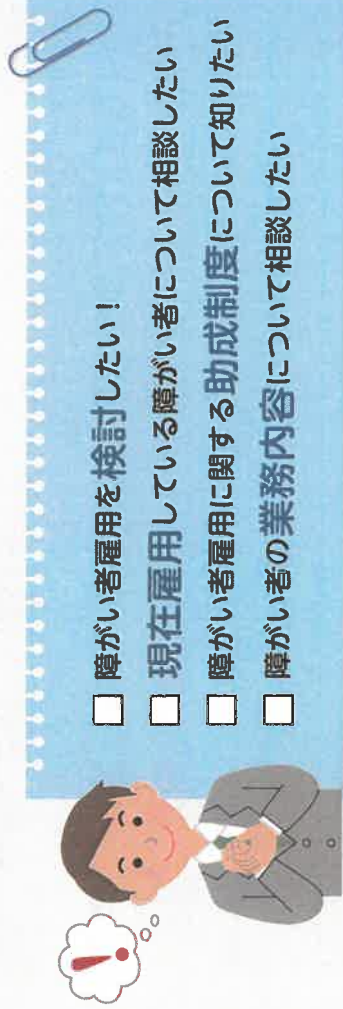 □ 障がい者雇用を検討したい！
□ 現在雇用している障がい者について相談したい
□ 障がい者雇用に関する助成制度について知りたい
□ 障がい者の業務内容について相談したい